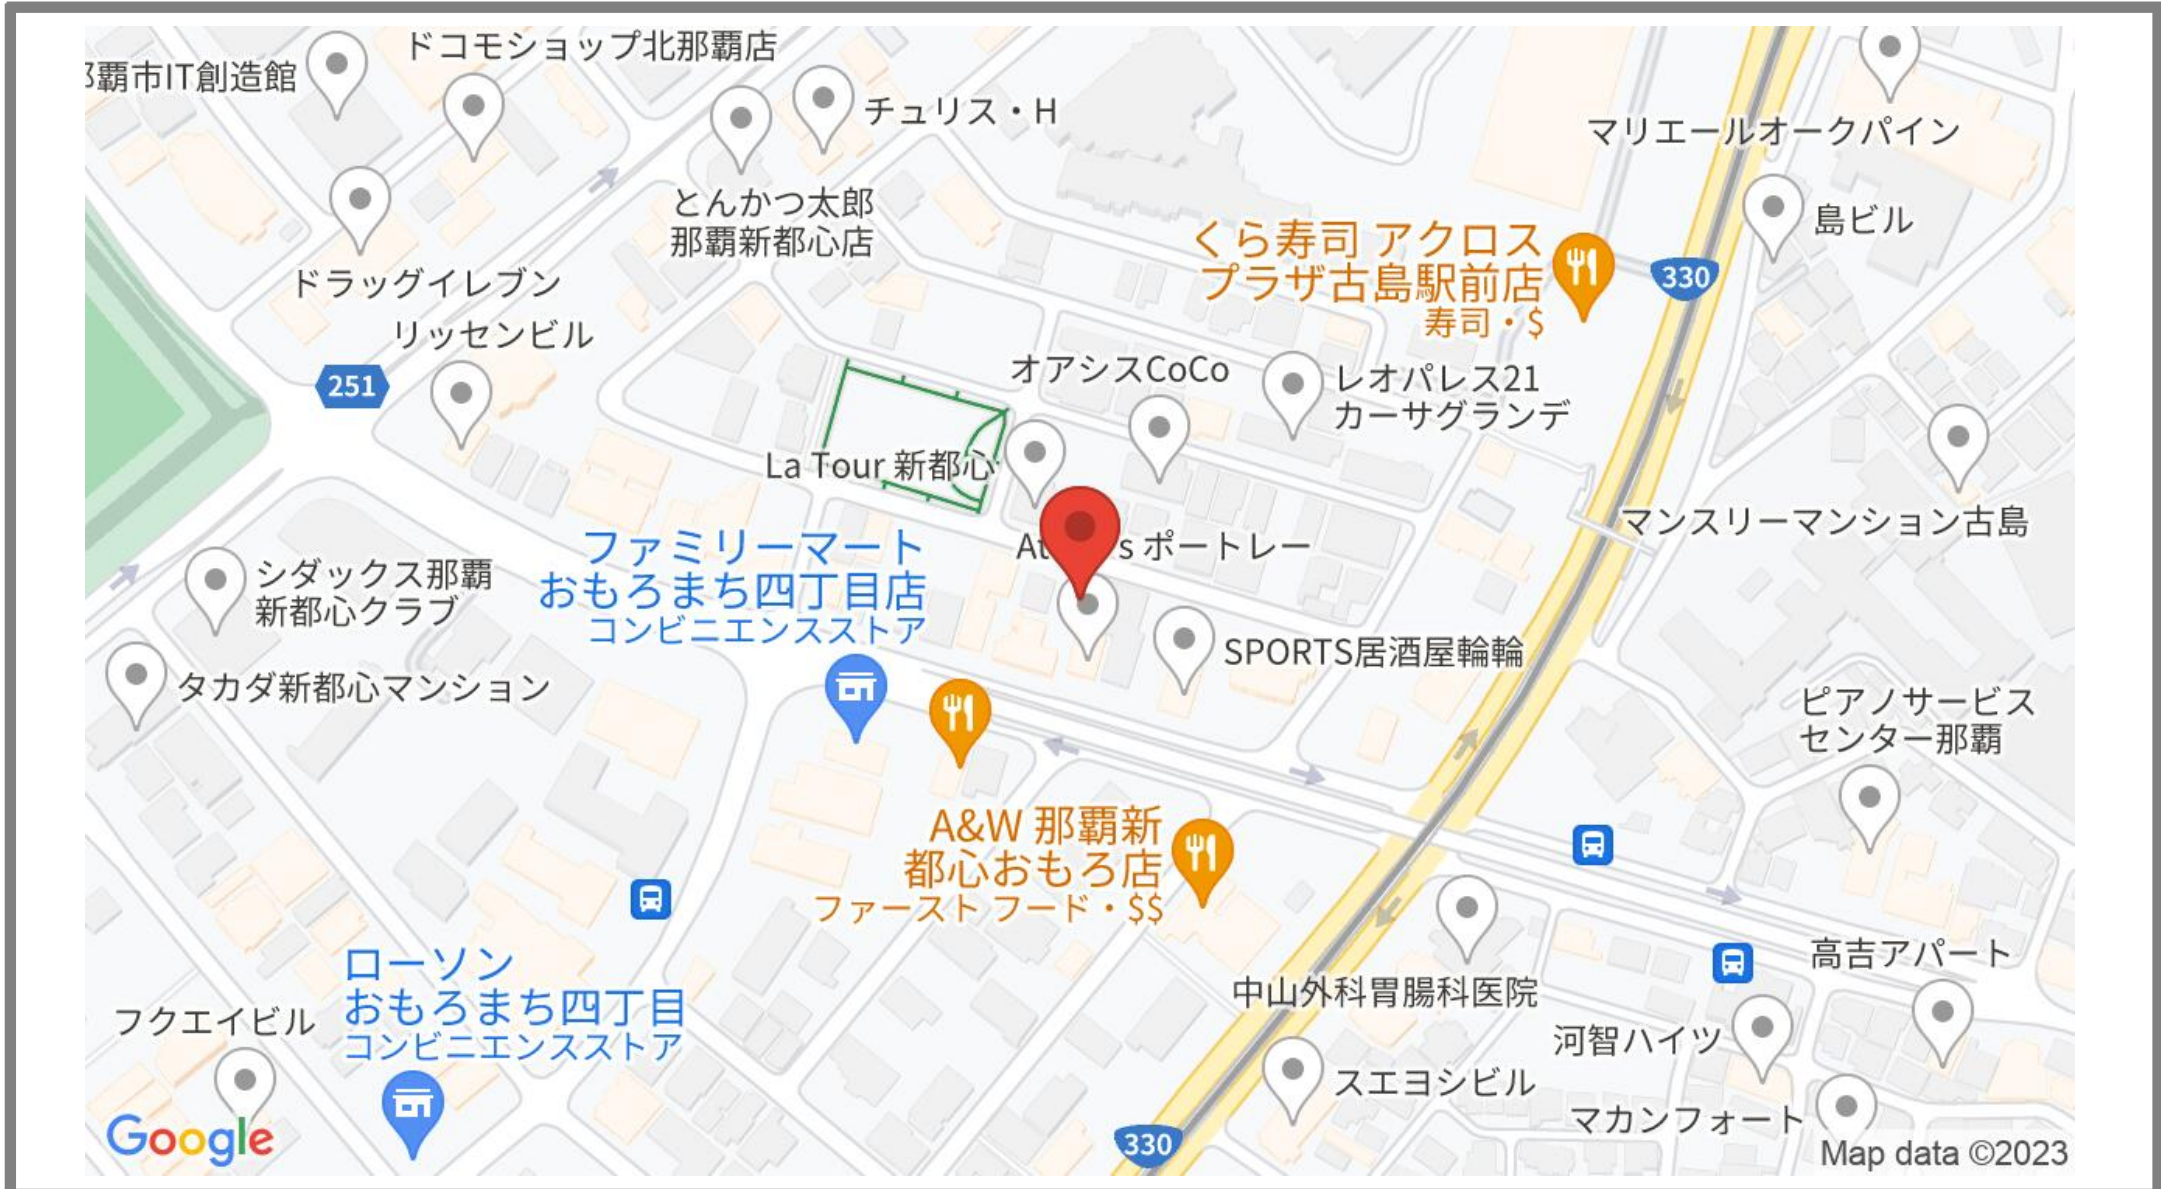 ドコモショップ北那覇店
覇市IT創造館
チュリス・H
マリエールオークパイン
とんかつ太郎
那覇新都心店
島ビル
くら寿司 アクロス
プラザ古島駅前店
寿司・$
330
ドラッグイレブン
リッセンビル
251
オアシスCoCo
レオパレス21
カーサグランデ
La Tour 新都心
マンスリーマンション古島
ファミリーマート
おもろまち四丁目店
コンビニエンスストア
s ポートレー
シダックス那覇
新都心クラブ
SPORTS居酒屋輪輪
タカダ新都心マンション
ピアノサービス
センター那覇
A&W 那覇新
都心おもろ店
ファースト フード・$$
ローソン
おもろまち四丁目
コンビニエンスストア
高吉アパート
中山外科胃腸科医院
フクエイビル
河智ハイツ
スエヨシビル
マカンフォート
Google
330
Map data ©2023